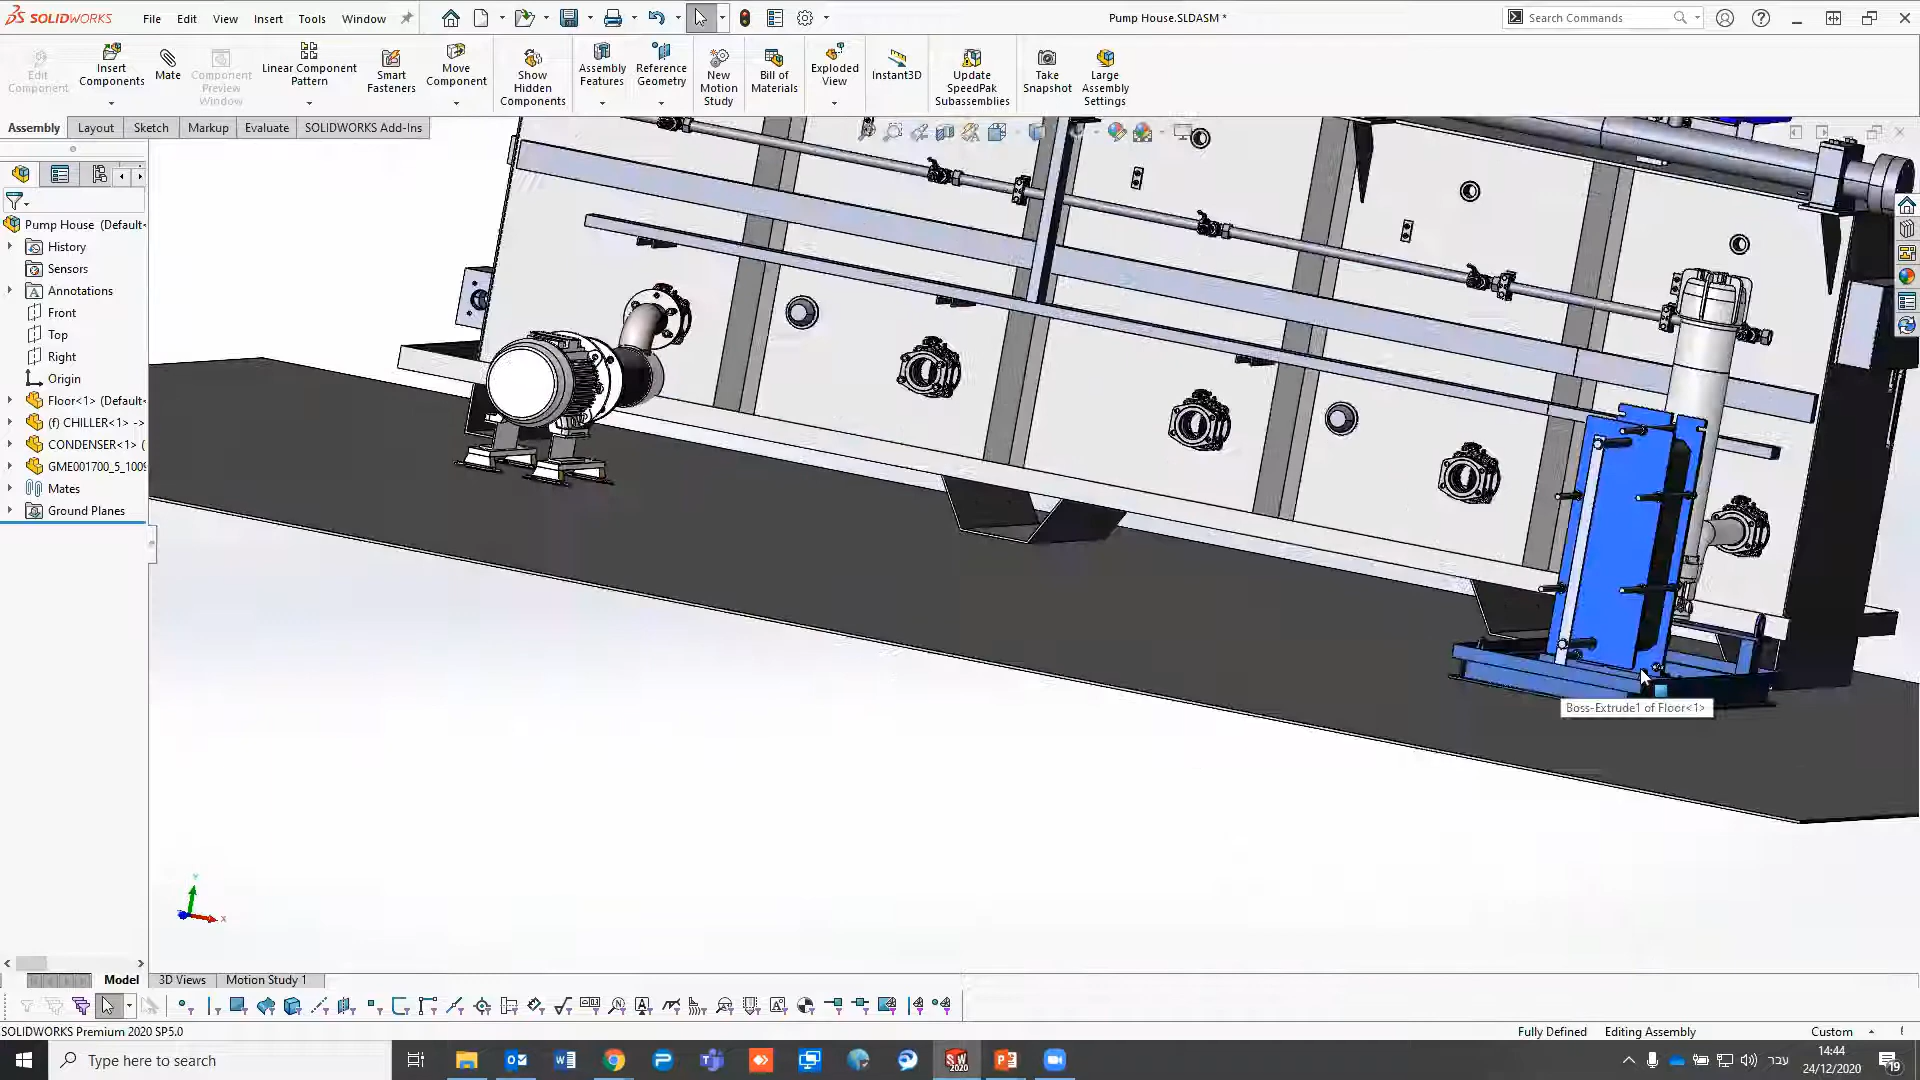 SOLIDWORKS File Edit View Insert Tools Window
Pump House.SLDASM *
Search Commands
Edit Component
Insert Components
Mate
Component Preview Window
Linear Component Pattern
Smart Fasteners
Move Component
Show Hidden Components
Assembly Features
Reference Geometry
New Motion Study
Bill of Materials
Exploded View
Instant3D
Update SpeedPak Subassemblies
Take Snapshot
Large Assembly Settings
Assembly Layout Sketch Markup Evaluate SOLIDWORKS Add-Ins
Pump House (Default<
History
Sensors
Annotations
Front
Top
Right
Origin
Floor<1> (Default<
(f) CHILLER<1> ->
CONDENSER<1> (
GME001700_5_1009
Mates
Ground Planes
Boss-Extrude1 of Floor<1>
Y
X
Model 3D Views Motion Study 1
SOLIDWORKS Premium 2020 SP5.0
Fully Defined Editing Assembly Custom
Type here to search
SW 2020
עבר
14:44
24/12/2020
19